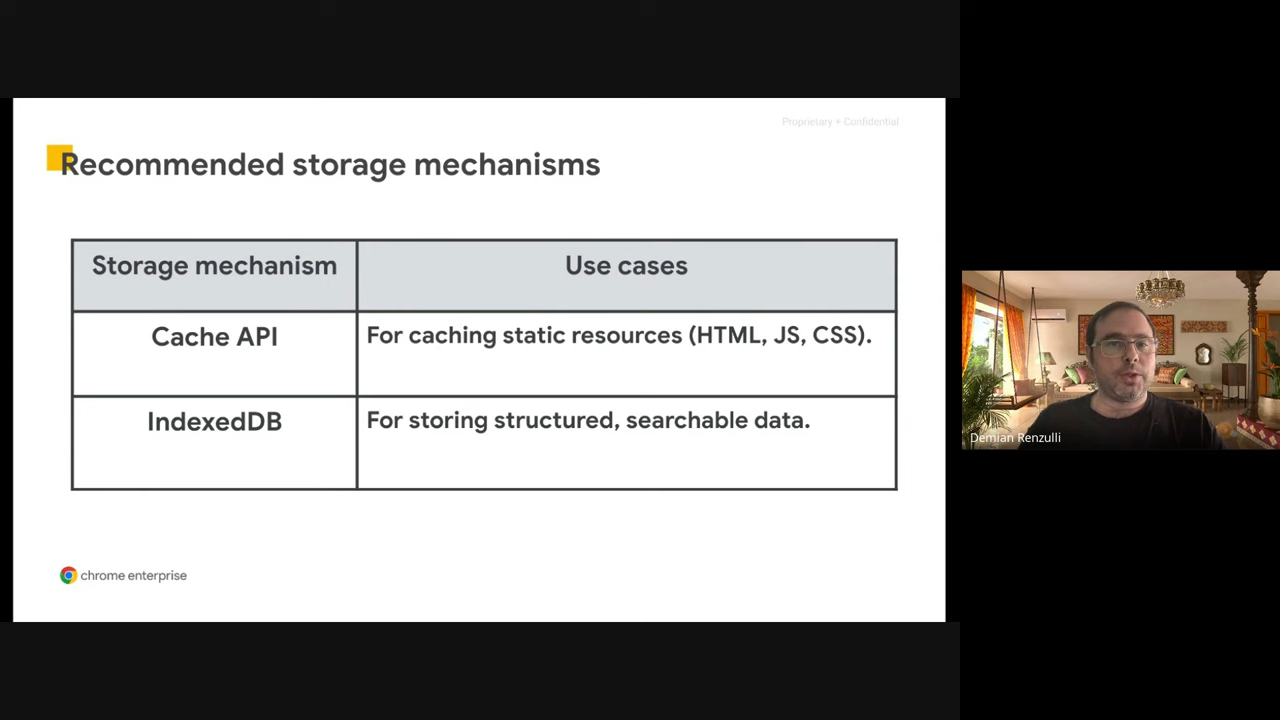 Proprietary + Confidential
Recommended storage mechanisms
Storage mechanism
Use cases
Cache API
For caching static resources (HTML, JS, CSS).
IndexedDB
For storing structured, searchable data.
chrome enterprise
Demian Renzulli